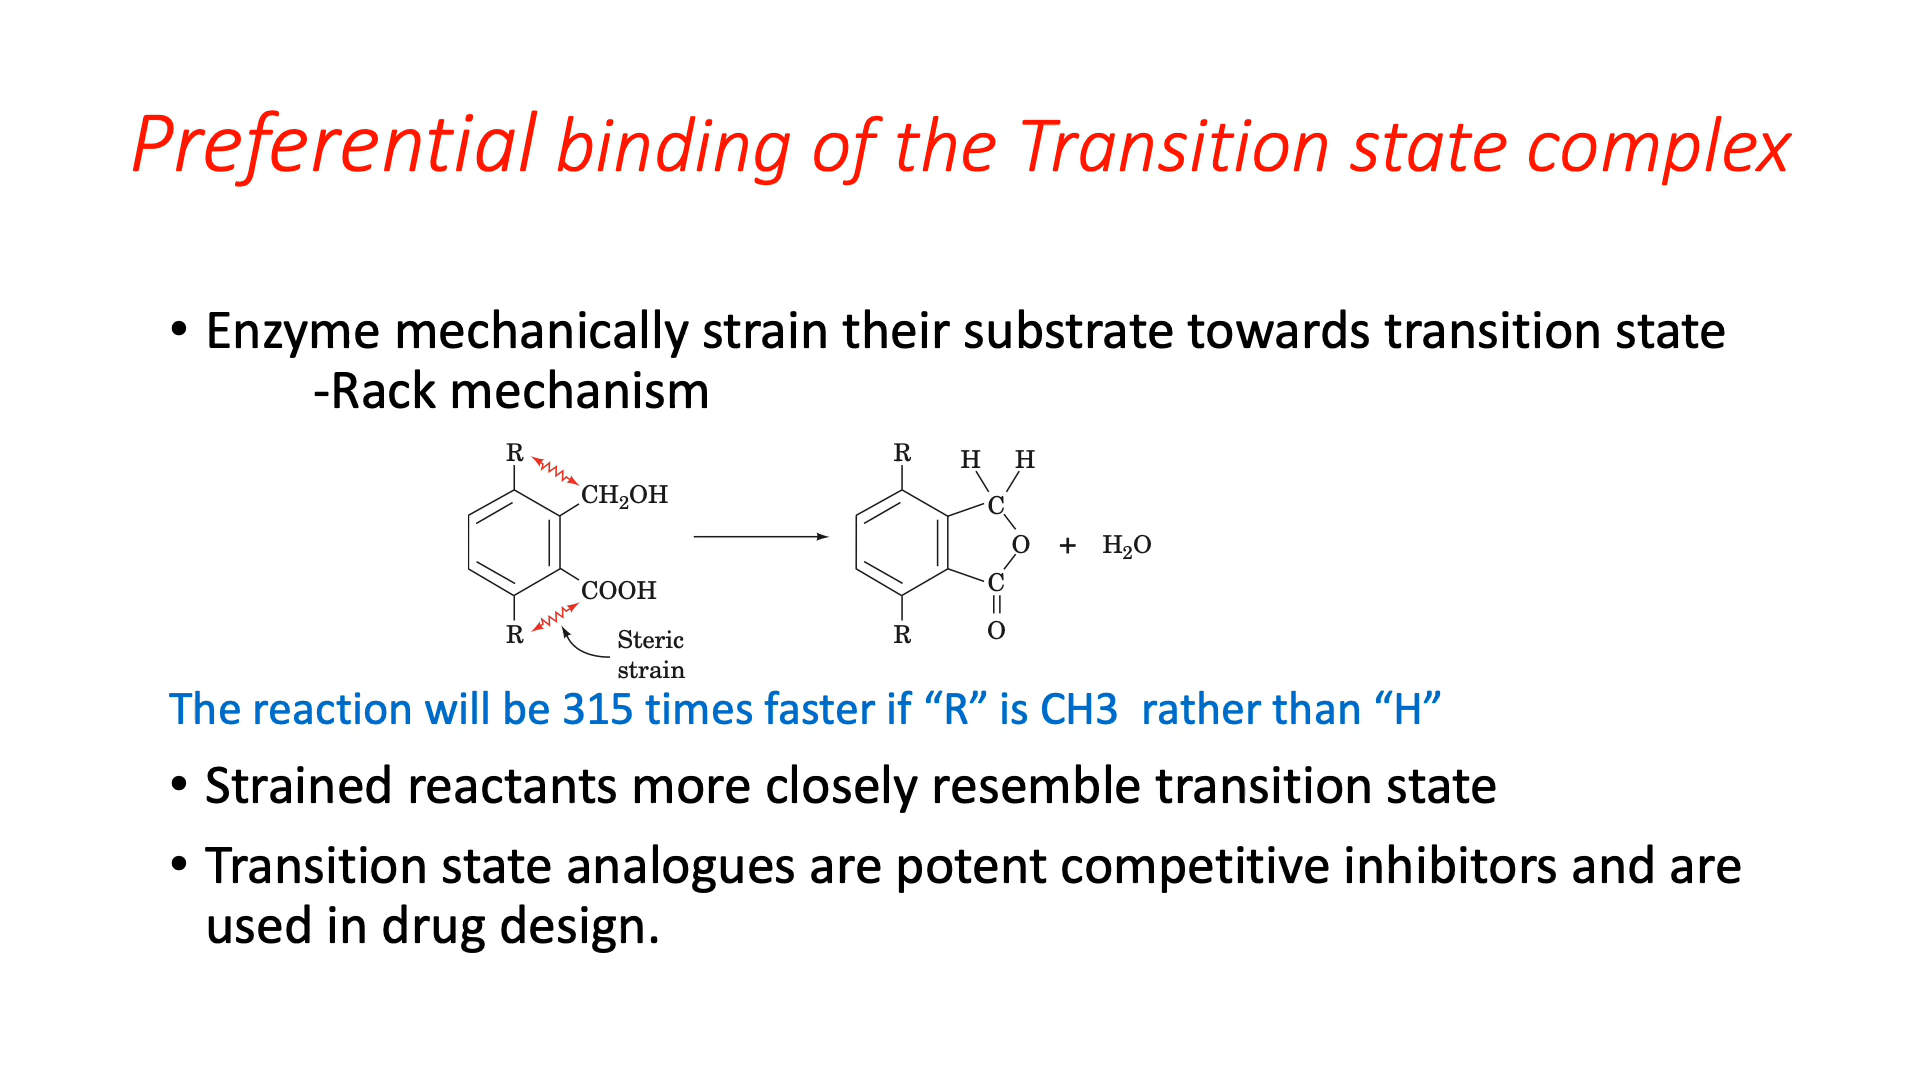 Preferential binding of the Transition state complex
• Enzyme mechanically strain their substrate towards transition state
-Rack mechanism
R
CH₂OH
COOH
R
Steric
strain
R
H H
C
O + H₂O
C
O
R
The reaction will be 315 times faster if “R” is CH3  rather than “H”
• Strained reactants more closely resemble transition state
• Transition state analogues are potent competitive inhibitors and are
used in drug design.